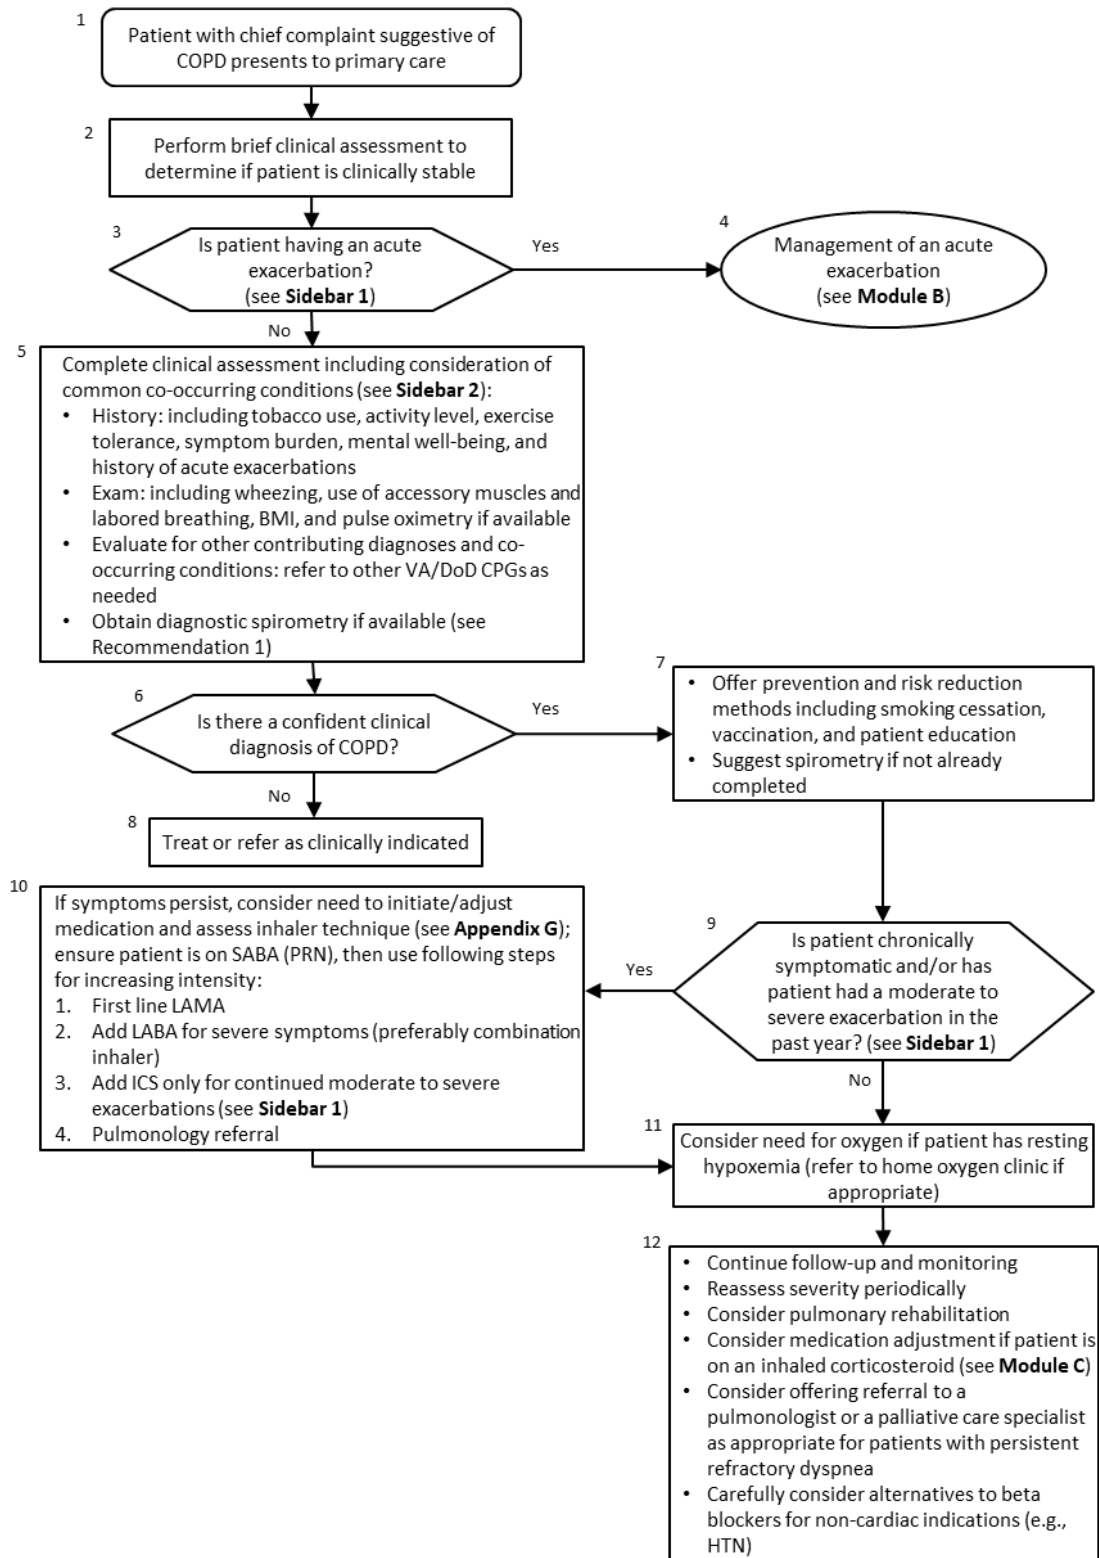 1
Patient with chief complaint suggestive of
COPD presents to primary care
2
Perform brief clinical assessment to
determine if patient is clinically stable
3
Is patient having an acute
exacerbation?
(see Sidebar 1)
Yes
4
Management of an acute
exacerbation
(see Module B)
No
5
Complete clinical assessment including consideration of
common co-occurring conditions (see Sidebar 2):
• History: including tobacco use, activity level, exercise
tolerance, symptom burden, mental well-being, and
history of acute exacerbations
• Exam: including wheezing, use of accessory muscles and
labored breathing, BMI, and pulse oximetry if available
• Evaluate for other contributing diagnoses and co-
occurring conditions: refer to other VA/DoD CPGs as
needed
• Obtain diagnostic spirometry if available (see
Recommendation 1)
6
Is there a confident clinical
diagnosis of COPD?
Yes
7
• Offer prevention and risk reduction
methods including smoking cessation,
vaccination, and patient education
• Suggest spirometry if not already
completed
No
8
Treat or refer as clinically indicated
9
Is patient chronically
symptomatic and/or has
patient had a moderate to
severe exacerbation in the
past year? (see Sidebar 1)
Yes
10
If symptoms persist, consider need to initiate/adjust
medication and assess inhaler technique (see Appendix G);
ensure patient is on SABA (PRN), then use following steps
for increasing intensity:
1. First line LAMA
2. Add LABA for severe symptoms (preferably combination
inhaler)
3. Add ICS only for continued moderate to severe
exacerbations (see Sidebar 1)
4. Pulmonology referral
No
11
Consider need for oxygen if patient has resting
hypoxemia (refer to home oxygen clinic if
appropriate)
12
• Continue follow-up and monitoring
• Reassess severity periodically
• Consider pulmonary rehabilitation
• Consider medication adjustment if patient is
on an inhaled corticosteroid (see Module C)
• Consider offering referral to a
pulmonologist or a palliative care specialist
as appropriate for patients with persistent
refractory dyspnea
• Carefully consider alternatives to beta
blockers for non-cardiac indications (e.g.,
HTN)